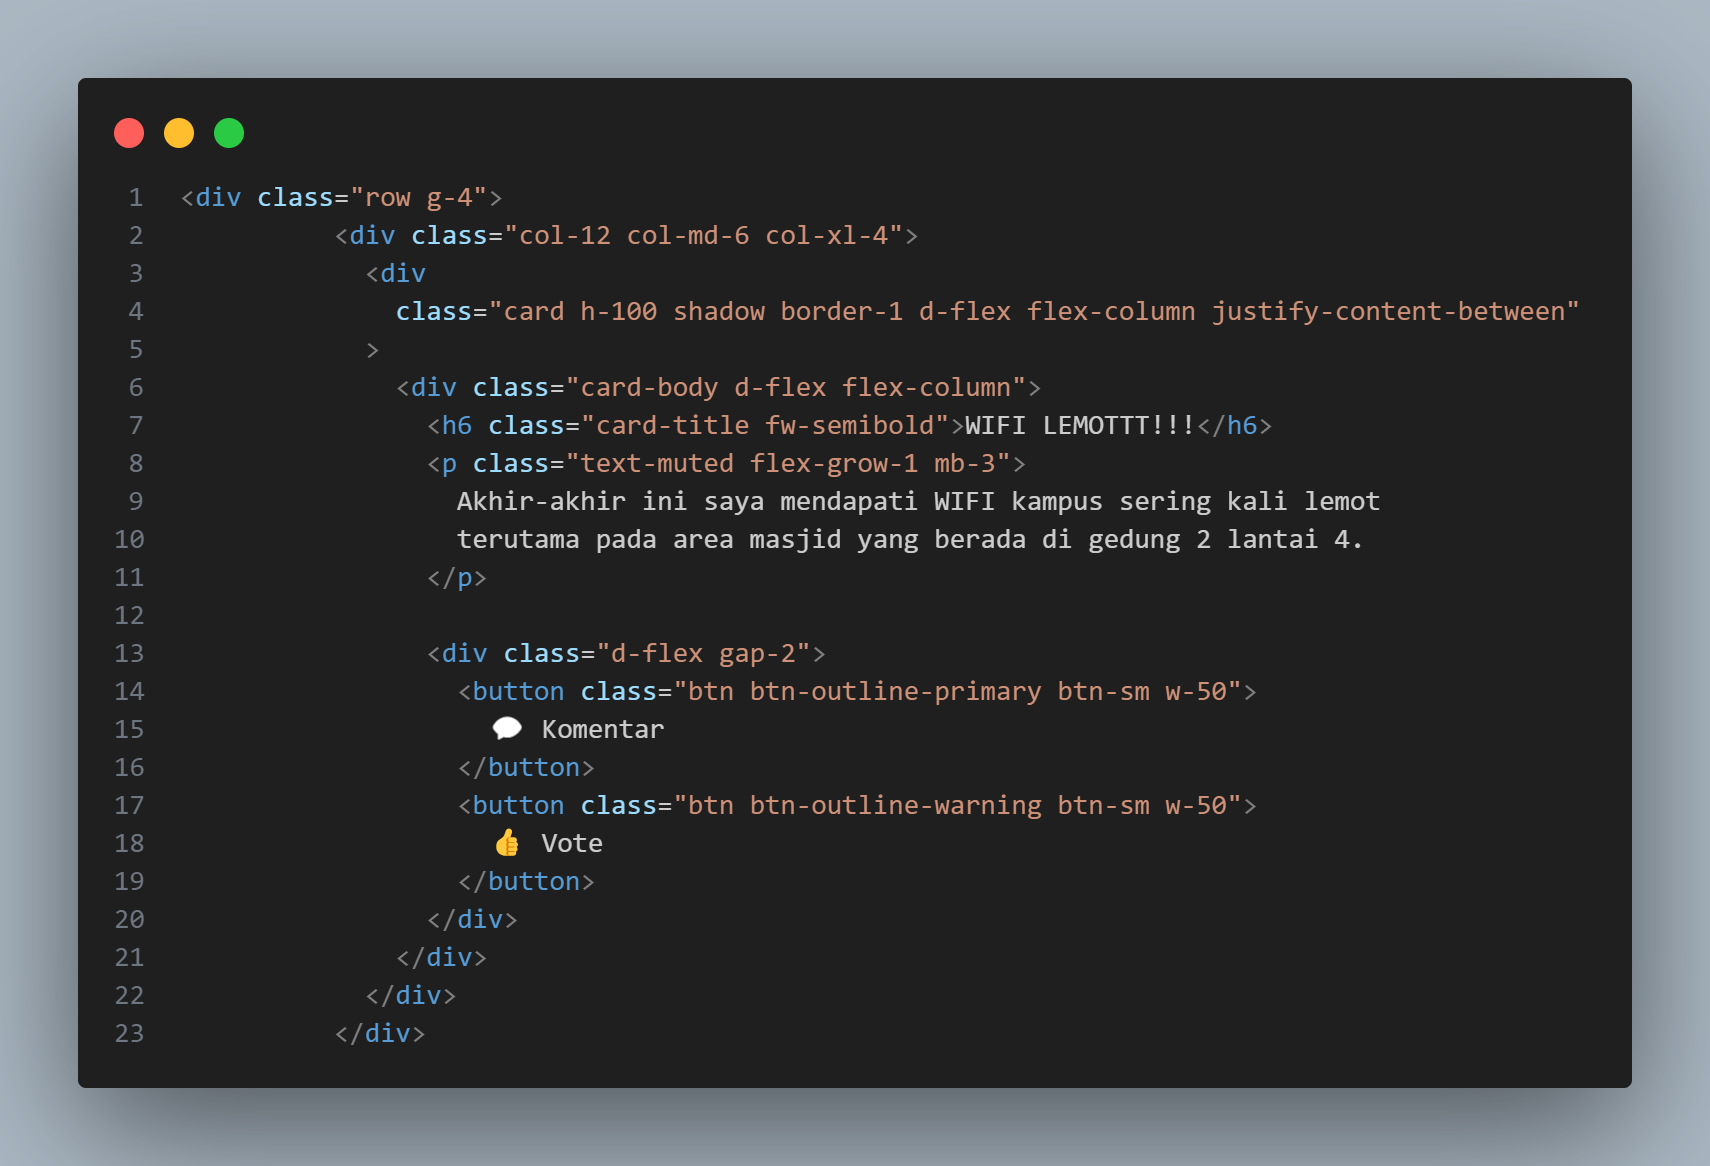 1 <div class="row g-4">
2 <div class="col-12 col-md-6 col-xl-4">
3 <div
4 class="card h-100 shadow border-1 d-flex flex-column justify-content-between"
5 >
6 <div class="card-body d-flex flex-column">
7 <h6 class="card-title fw-semibold">WIFI LEMOTTT!!!</h6>
8 <p class="text-muted flex-grow-1 mb-3">
9 Akhir-akhir ini saya mendapati WIFI kampus sering kali lemot
10 terutama pada area masjid yang berada di gedung 2 lantai 4.
11 </p>
12
13 <div class="d-flex gap-2">
14 <button class="btn btn-outline-primary btn-sm w-50">
15 💬 Komentar
16 </button>
17 <button class="btn btn-outline-warning btn-sm w-50">
18 👍 Vote
19 </button>
20 </div>
21 </div>
22 </div>
23 </div>